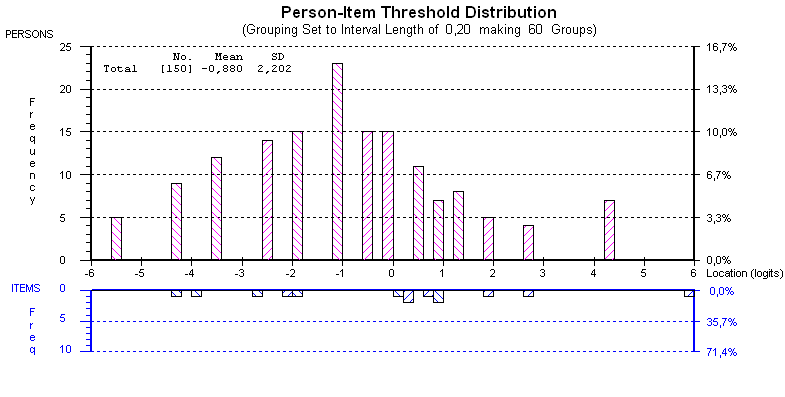 Person-Item Threshold Distribution
(Grouping Set to Interval Length of 0,20 making 60 Groups)
PERSONS
No. Mean SD
Total [150] -0,880 2,202
Frequency
25
20
15
10
5
0
16,7%
13,3%
10,0%
6,7%
3,3%
0,0%
-6 -5 -4 -3 -2 -1 0 1 2 3 4 5 6 Location (logits)
ITEMS
Freq
0
5
10
0,0%
35,7%
71,4%